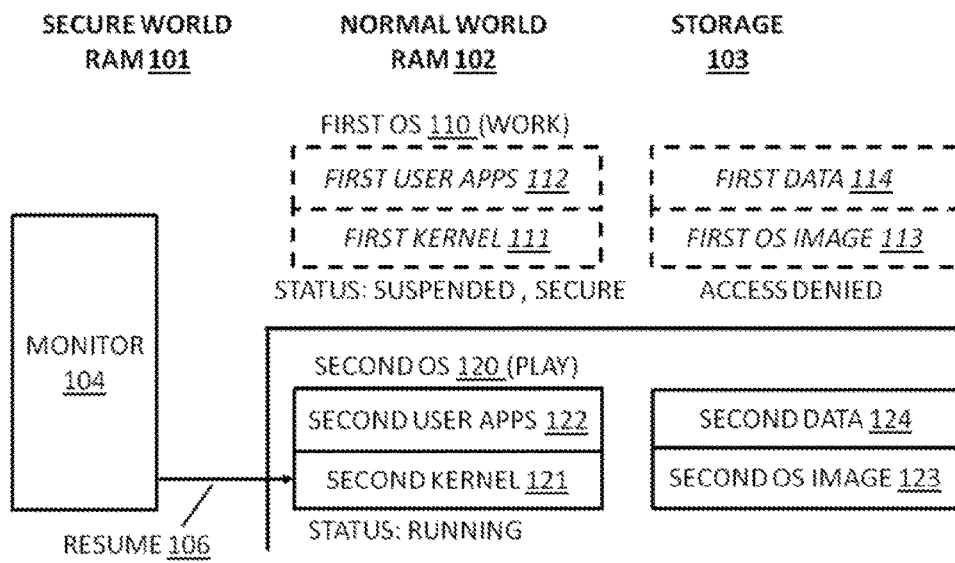 SECURE WORLD
RAM 101
NORMAL WORLD
RAM 102
STORAGE
103
FIRST OS 110 (WORK)
FIRST USER APPS 112
FIRST KERNEL 111
STATUS: SUSPENDED , SECURE
FIRST DATA 114
FIRST OS IMAGE 113
ACCESS DENIED
MONITOR
104
SECOND OS 120 (PLAY)
SECOND USER APPS 122
SECOND KERNEL 121
STATUS: RUNNING
SECOND DATA 124
SECOND OS IMAGE 123
RESUME 106